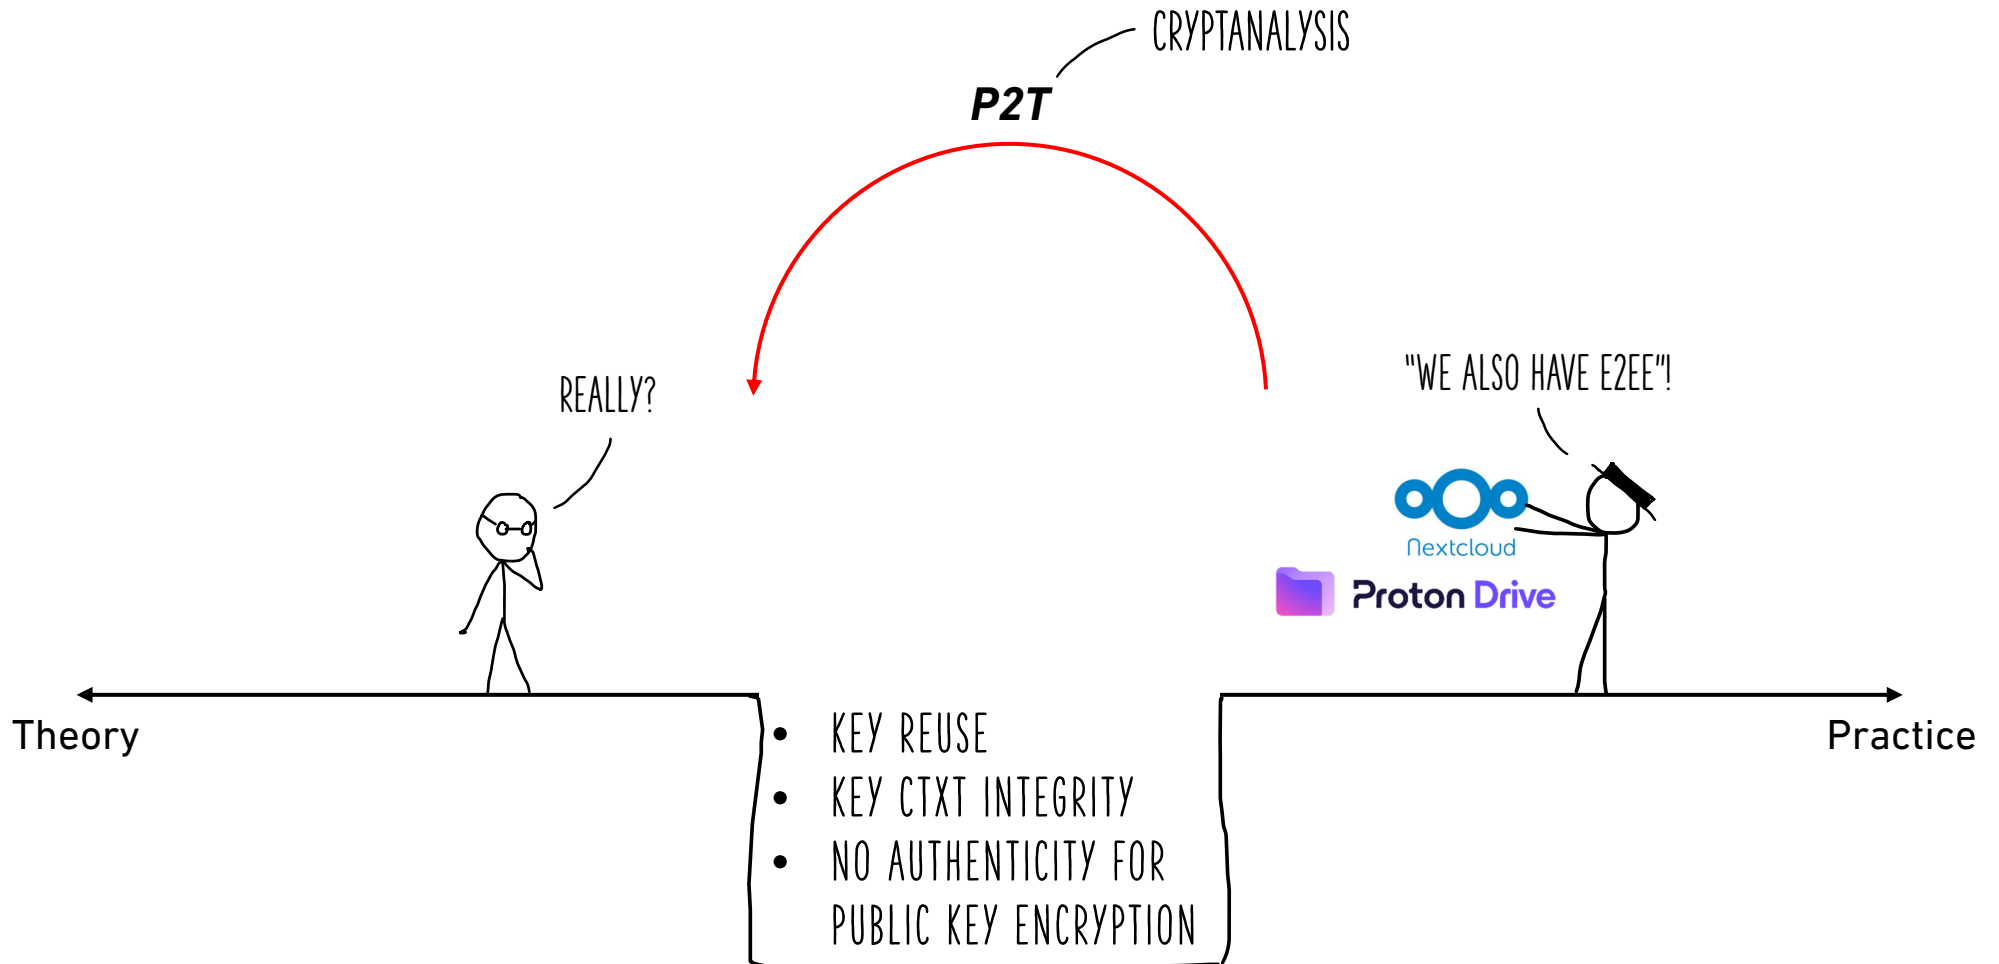 CRYPTANALYSIS
P2T
"WE ALSO HAVE E2EE"!
REALLY?
Nextcloud
Proton Drive
Theory
Practice
• KEY REUSE
• KEY CTXT INTEGRITY
• NO AUTHENTICITY FOR
PUBLIC KEY ENCRYPTION